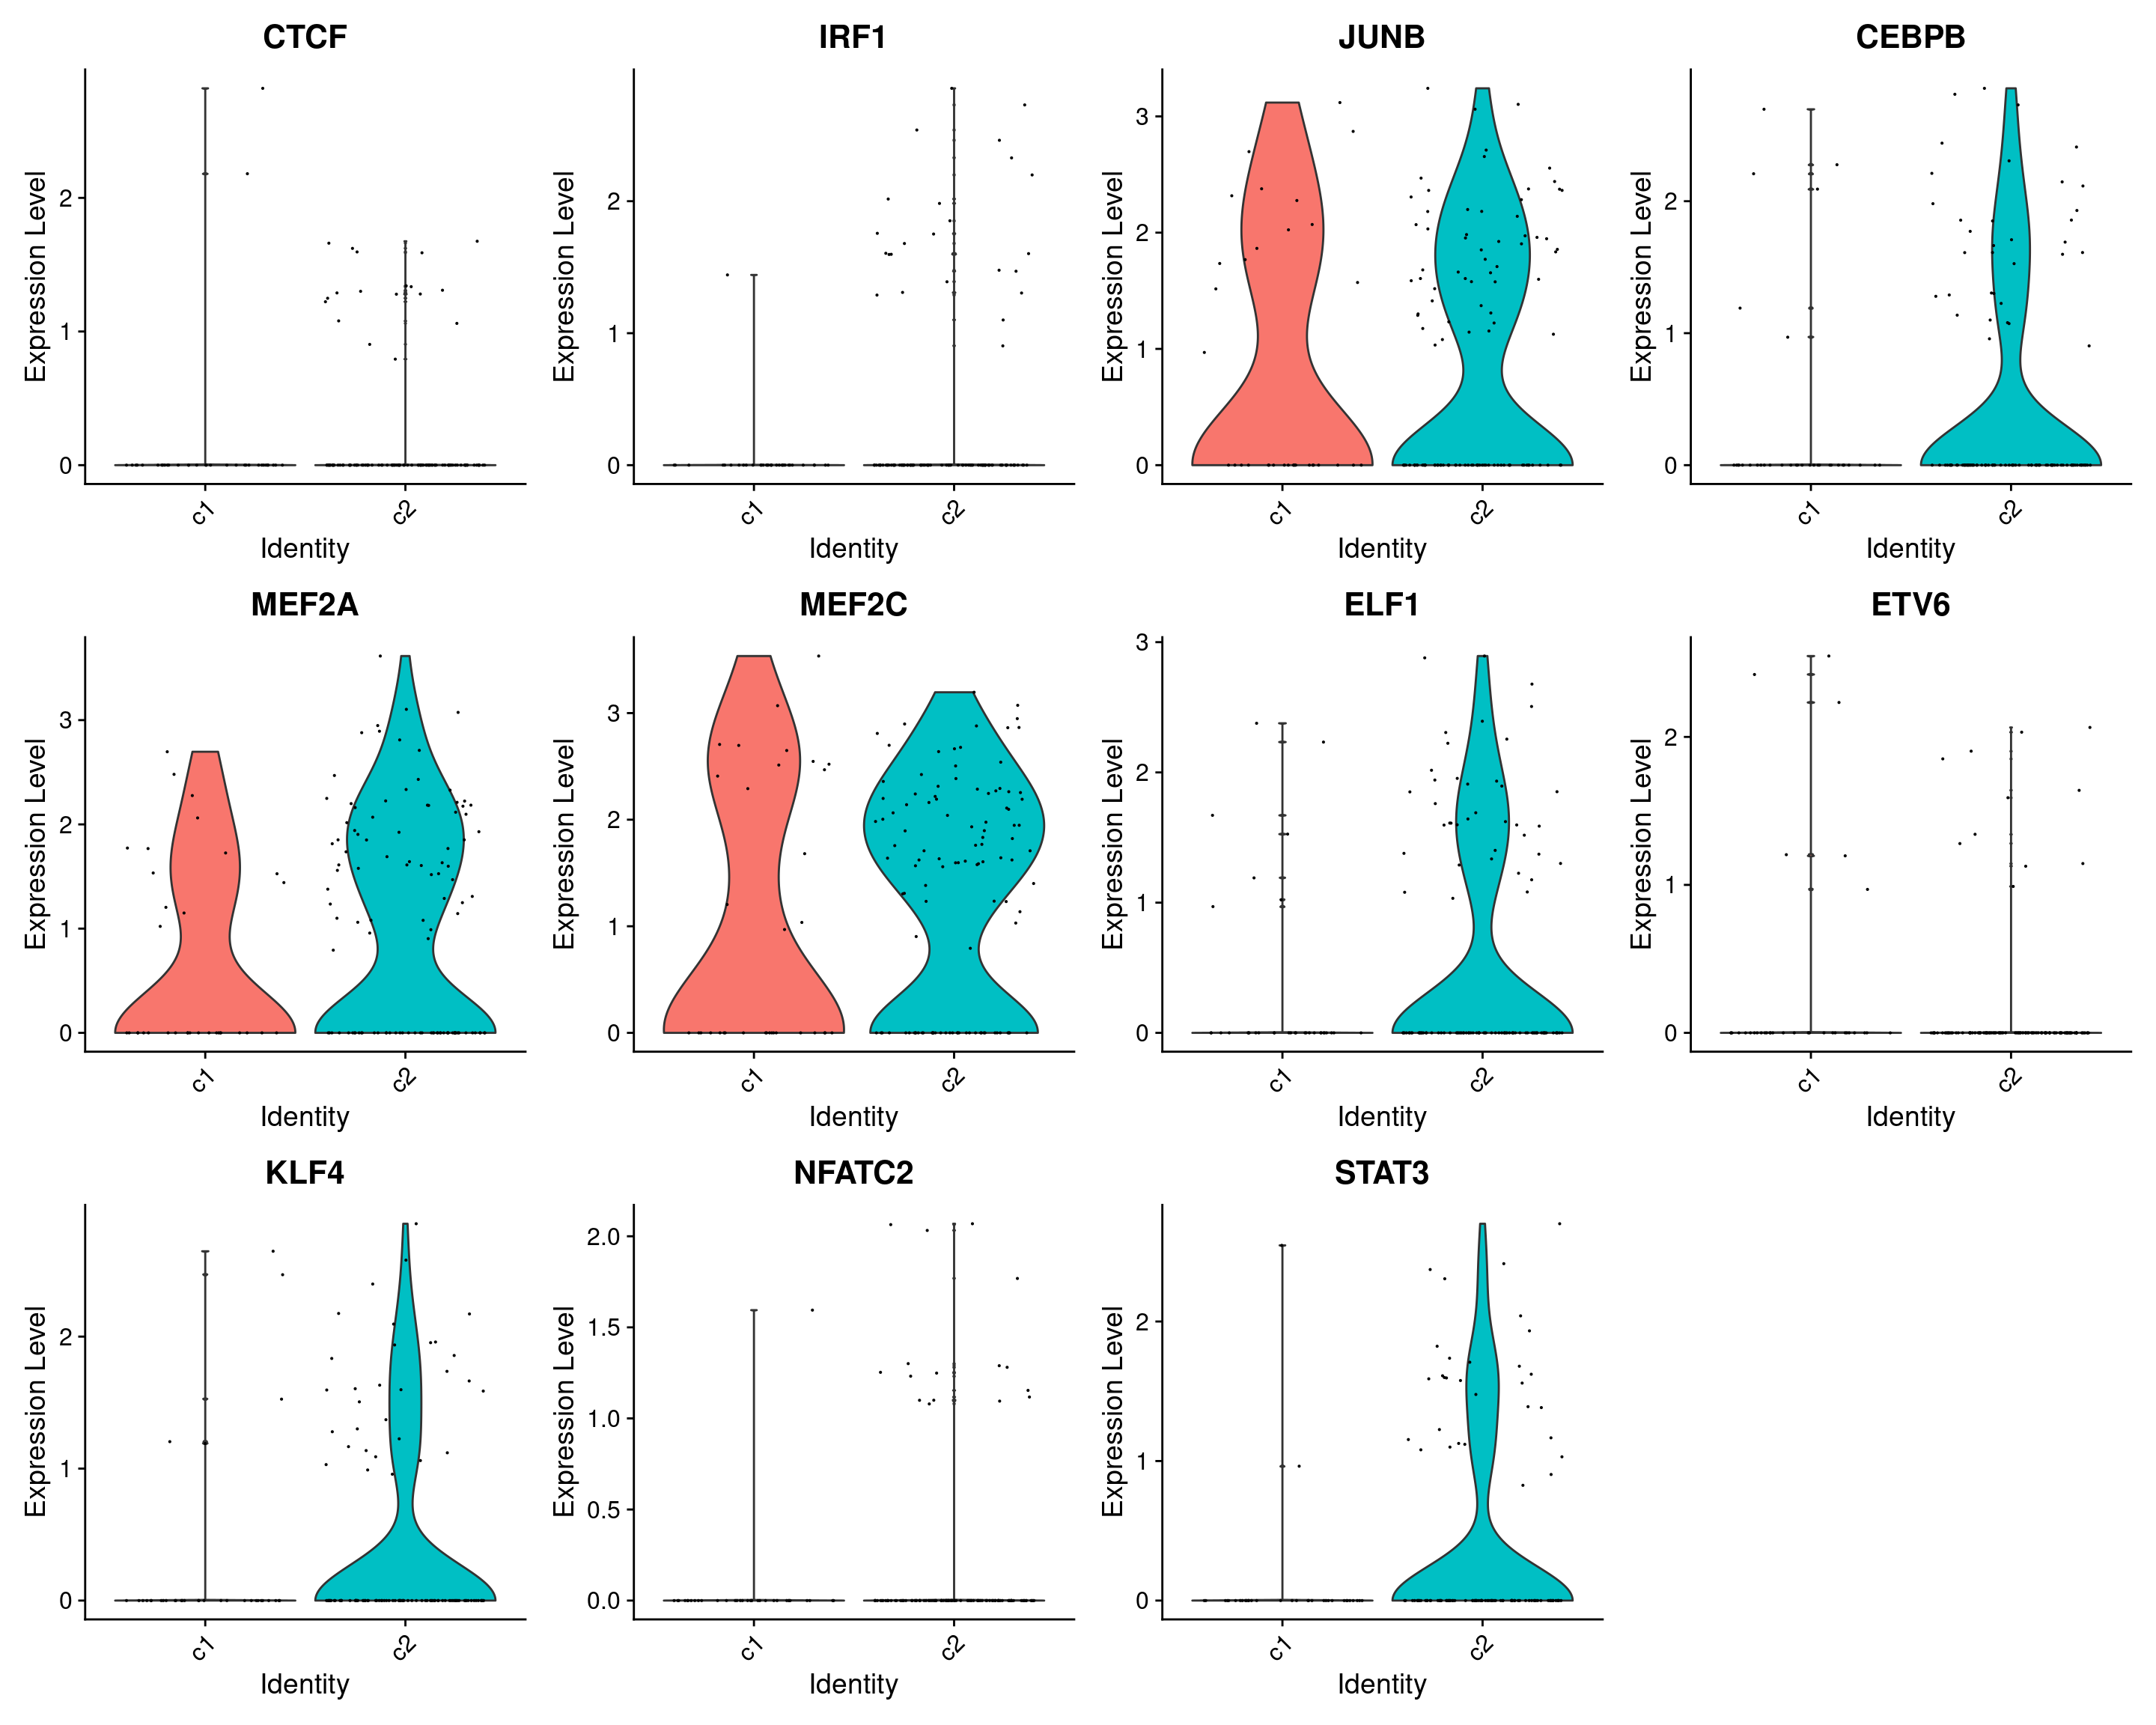 CTCF
IRF1
JUNB
CEBPB
Expression Level
2
1
0
c1
c2
Identity
Expression Level
2
1
0
c1
c2
Identity
Expression Level
3
2
1
0
c1
c2
Identity
Expression Level
2
1
0
c1
c2
Identity
MEF2A
MEF2C
ELF1
ETV6
Expression Level
3
2
1
0
c1
c2
Identity
Expression Level
3
2
1
0
c1
c2
Identity
Expression Level
3
2
1
0
c1
c2
Identity
Expression Level
2
1
0
c1
c2
Identity
KLF4
NFATC2
STAT3
Expression Level
2
1
0
c1
c2
Identity
Expression Level
2.0
1.5
1.0
0.5
0.0
c1
c2
Identity
Expression Level
2
1
0
c1
c2
Identity